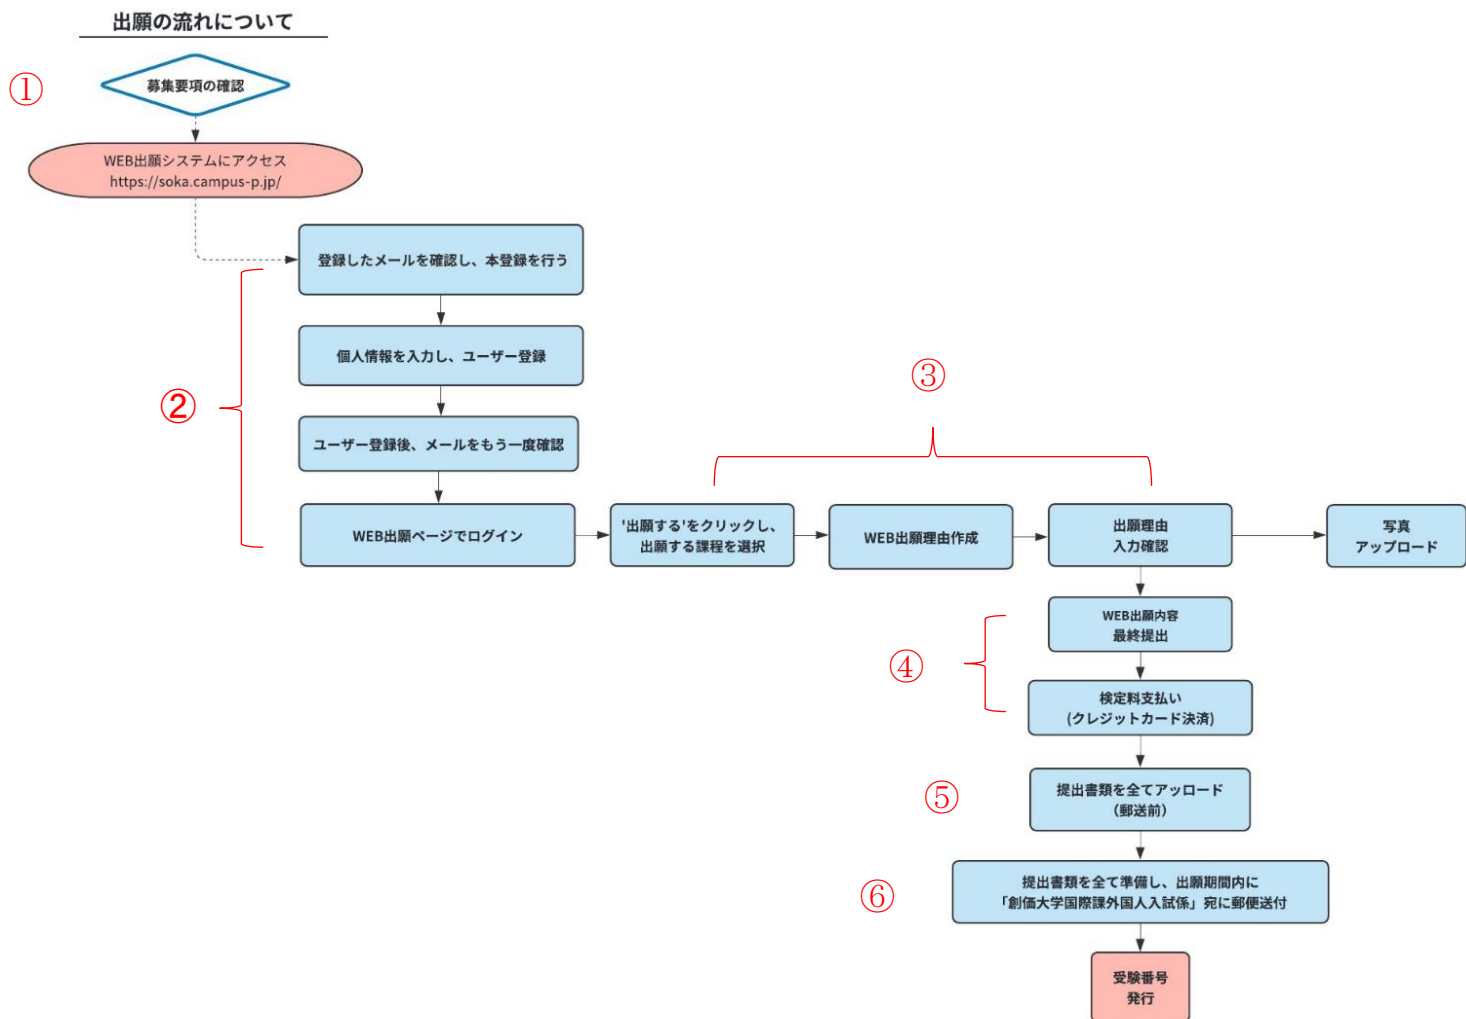 出願の流れについて
①
募集要項の確認
WEB出願システムにアクセス
https://soka.campus-p.jp/
②
登録したメールを確認し、本登録を行う
個人情報を入力し、ユーザー登録
ユーザー登録後、メールをもう一度確認
WEB出願ページでログイン
③
'出願する'をクリックし、
出願する課程を選択
WEB出願理由作成
出願理由
入力確認
写真
アップロード
④
WEB出願内容
最終提出
検定料支払い
(クレジットカード決済)
⑤
提出書類を全てアッロード
（郵送前）
⑥
提出書類を全て準備し、出願期間内に
「創価大学国際課外国人入試係」宛に郵便送付
受験番号
発行